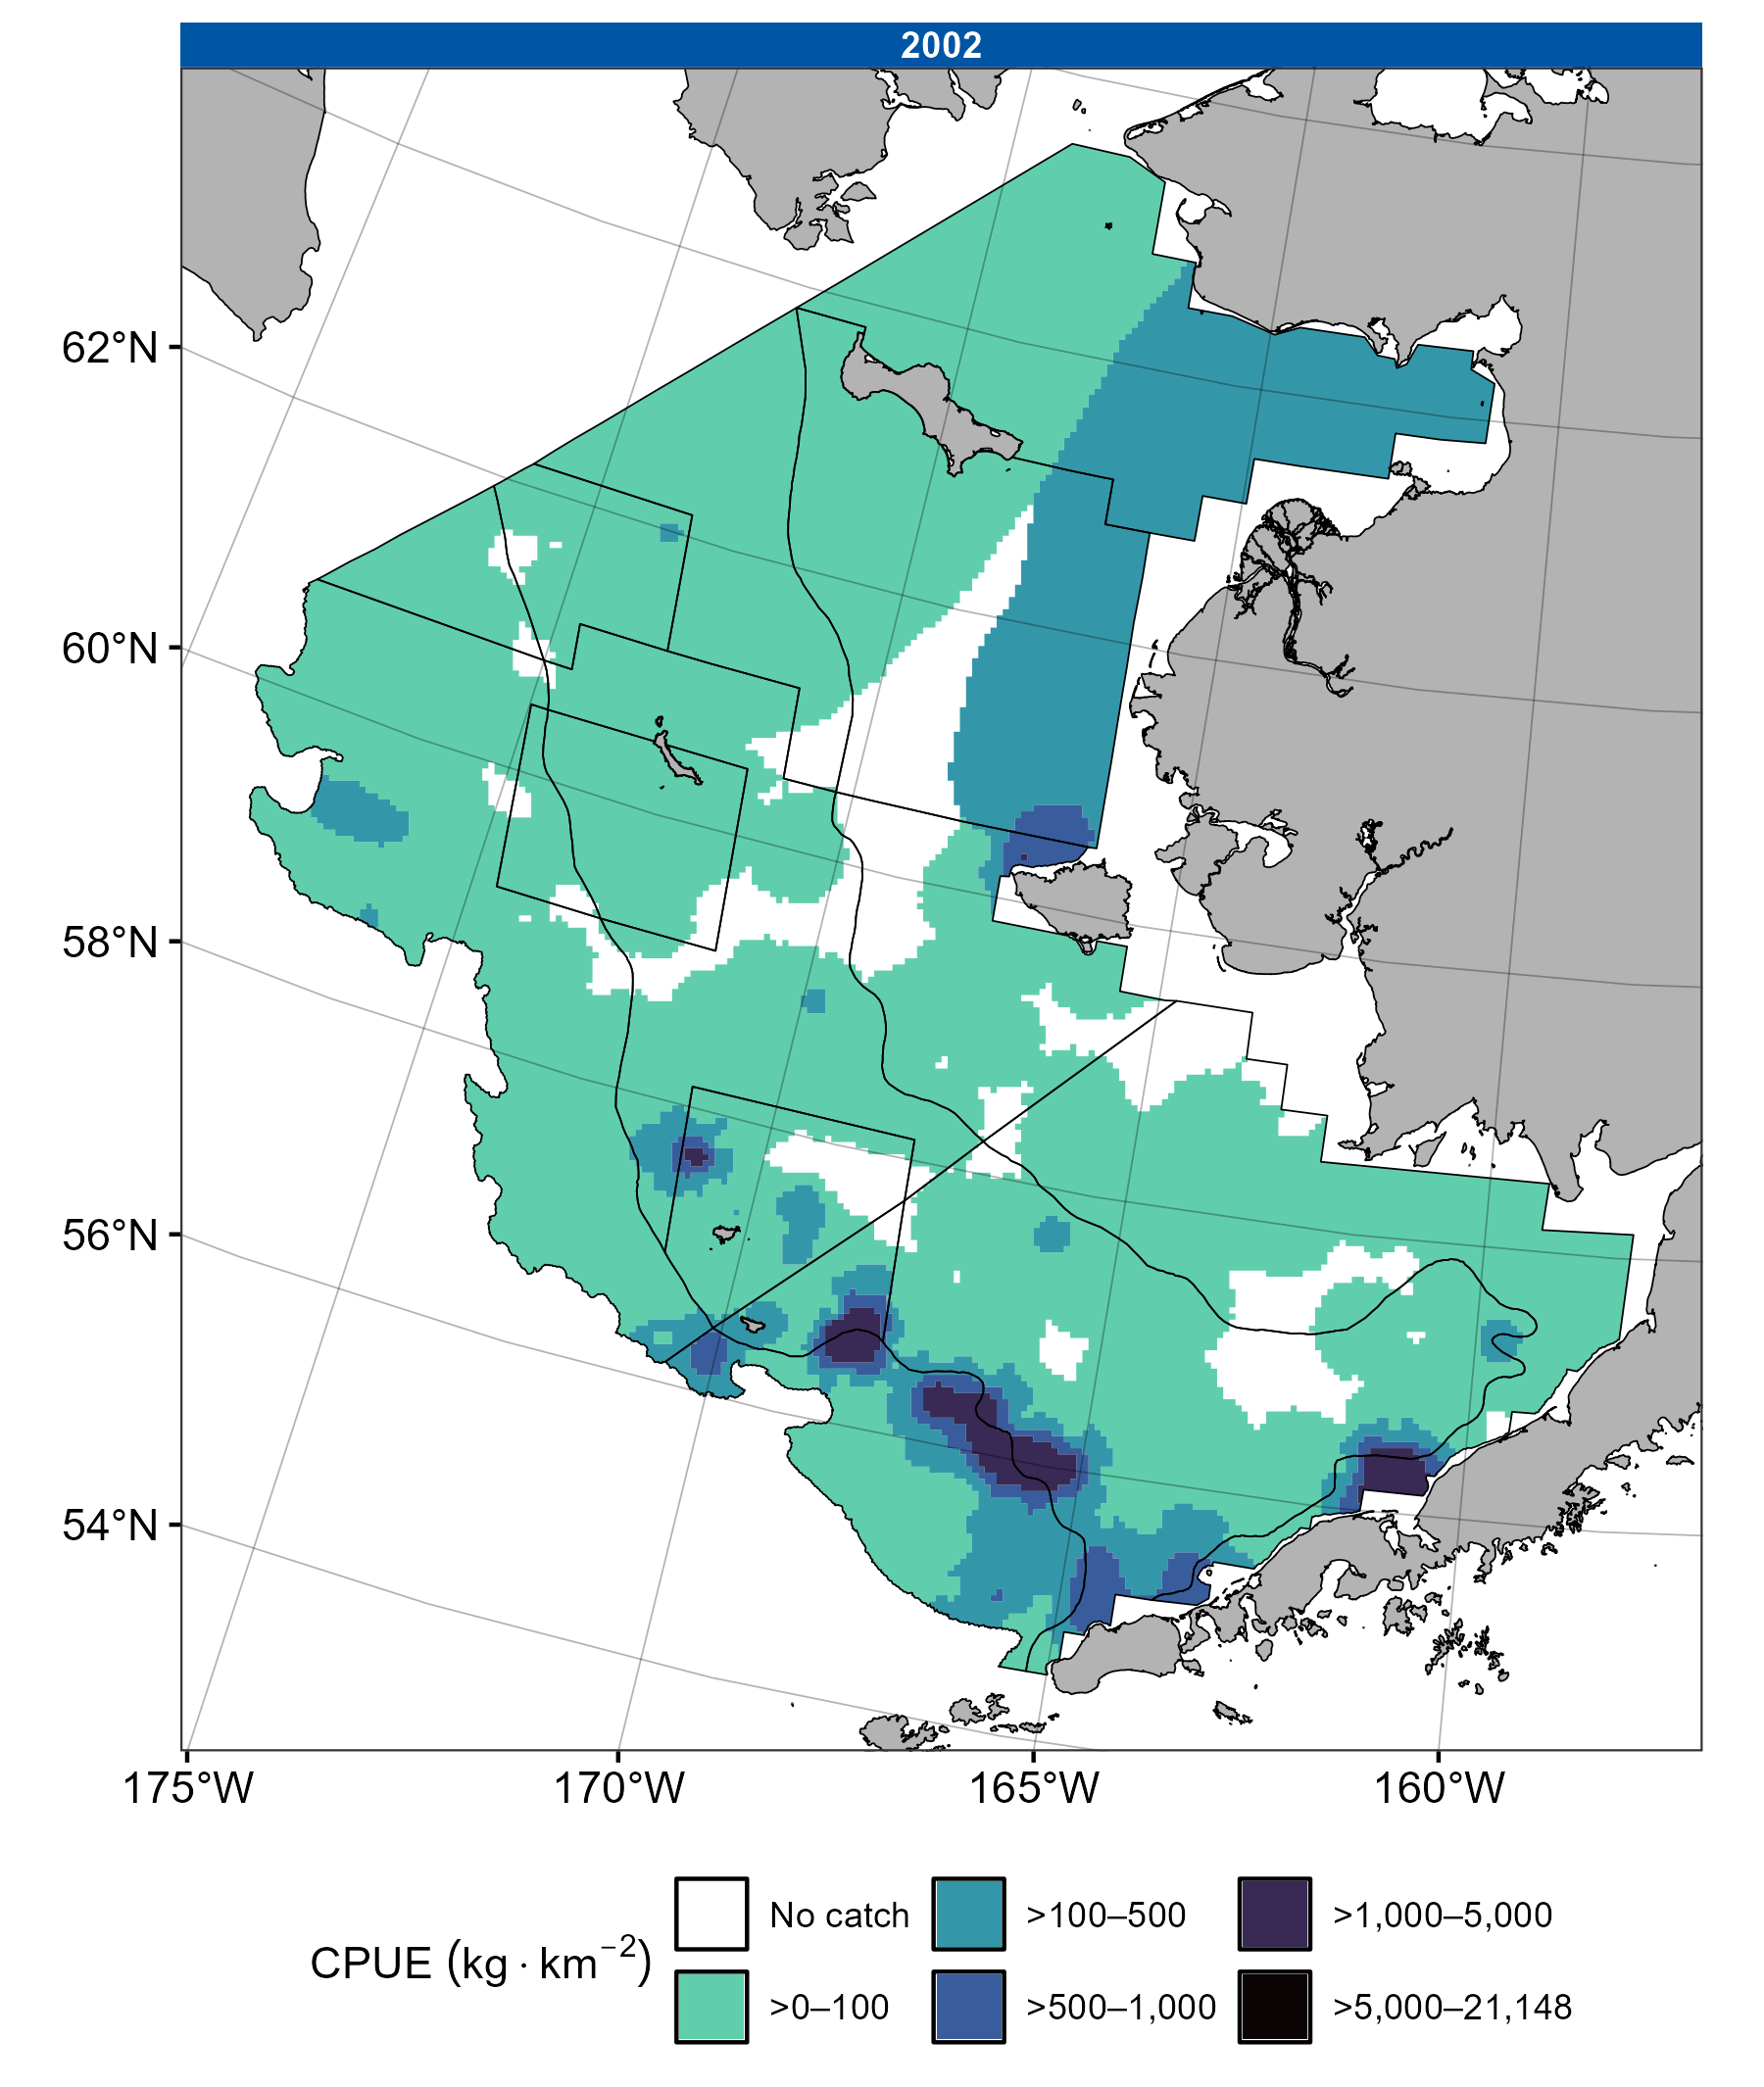 2002
62°N
60°N
58°N
56°N
54°N
175°W 170°W 165°W 160°W
CPUE (kg · km⁻²)
No catch >100–500 >1,000–5,000
>0–100 >500–1,000 >5,000–21,148